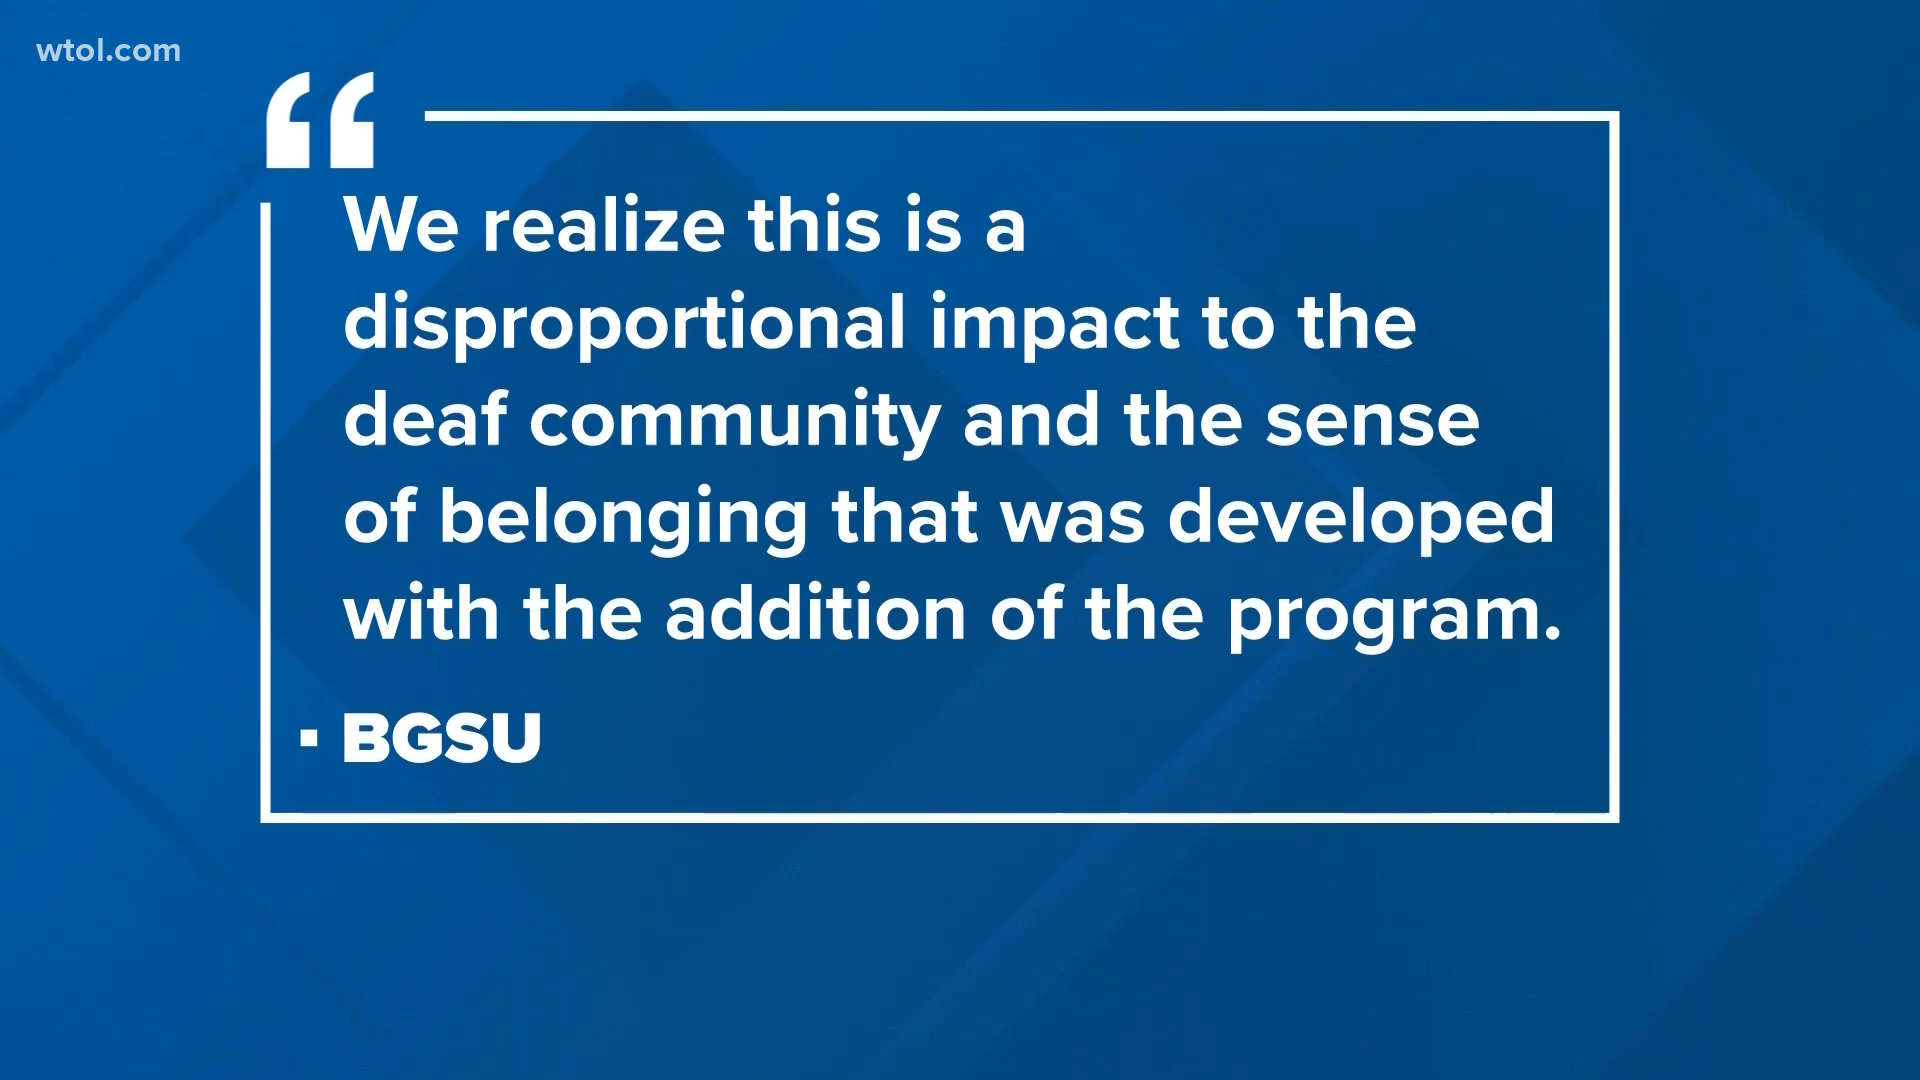 wtol.com
“
We realize this is a
disproportional impact to the
deaf community and the sense
of belonging that was developed
with the addition of the program.
▪ BGSU